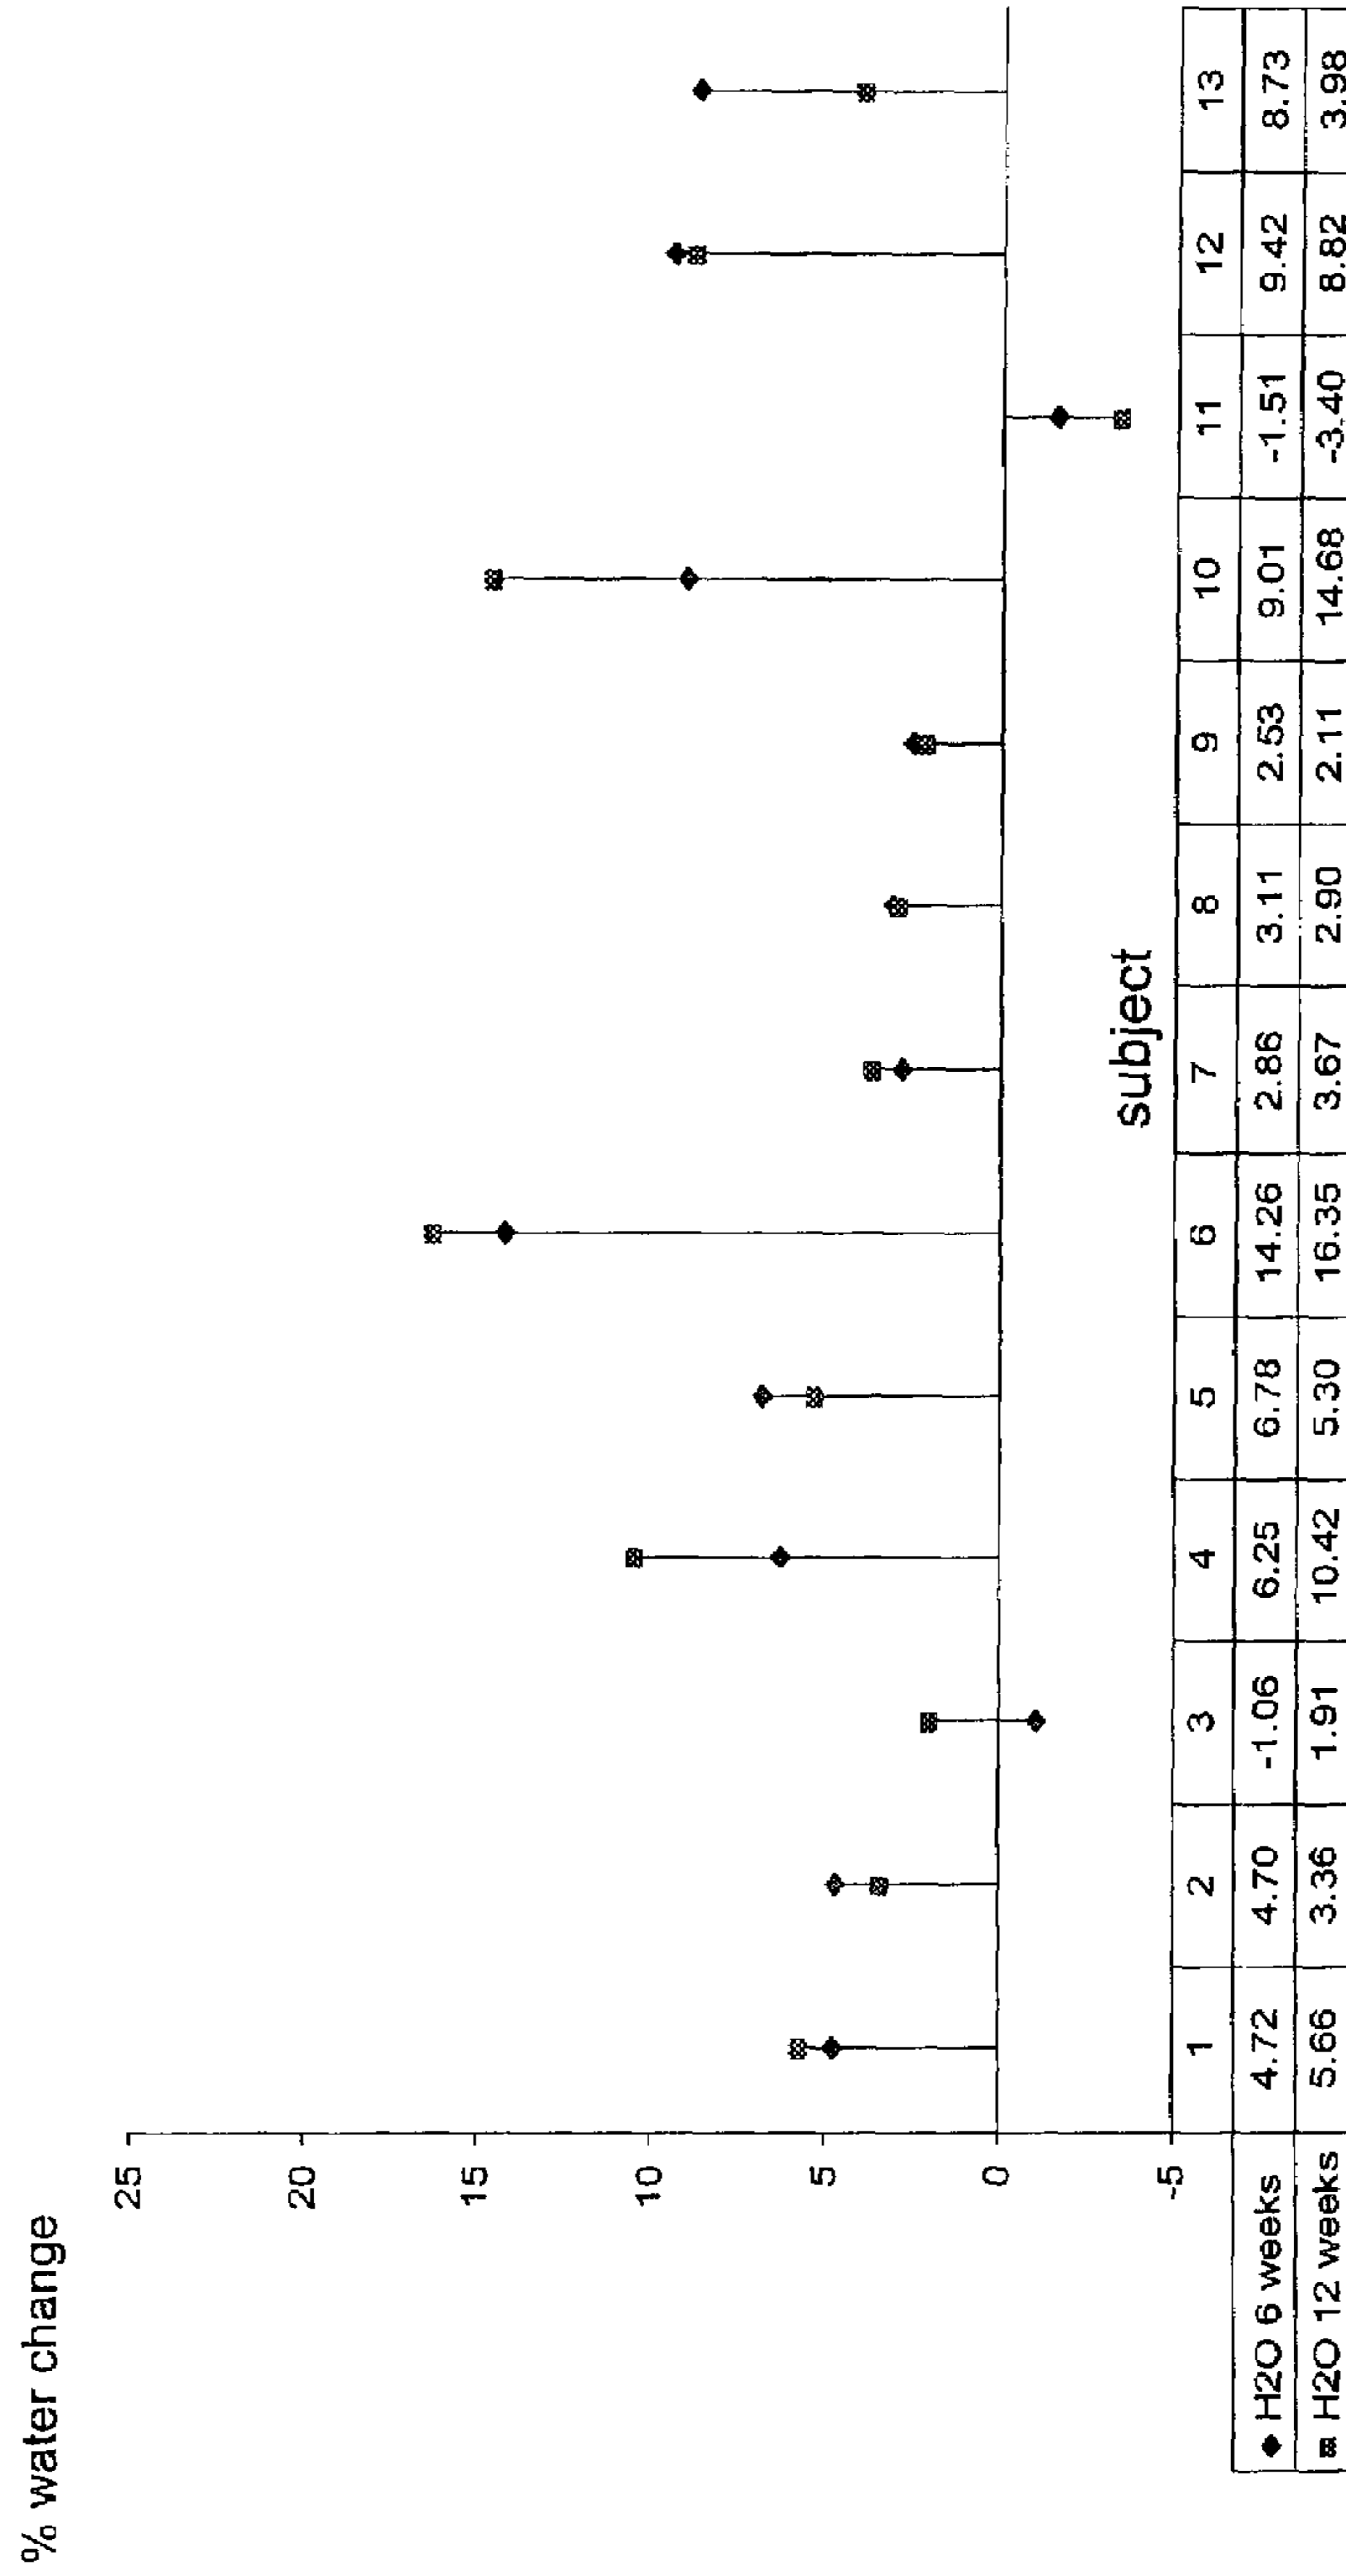 % water change
25
20
15
10
5
0
-5
subject
1 2 3 4 5 6 7 8 9 10 11 12 13
H2O 6 weeks 4.72 4.70 -1.06 6.25 6.78 14.26 2.86 3.11 2.53 9.01 -1.51 9.42 8.73
H2O 12 weeks 5.66 3.36 1.91 10.42 5.30 16.35 3.67 2.90 2.11 14.68 -3.40 8.82 3.98